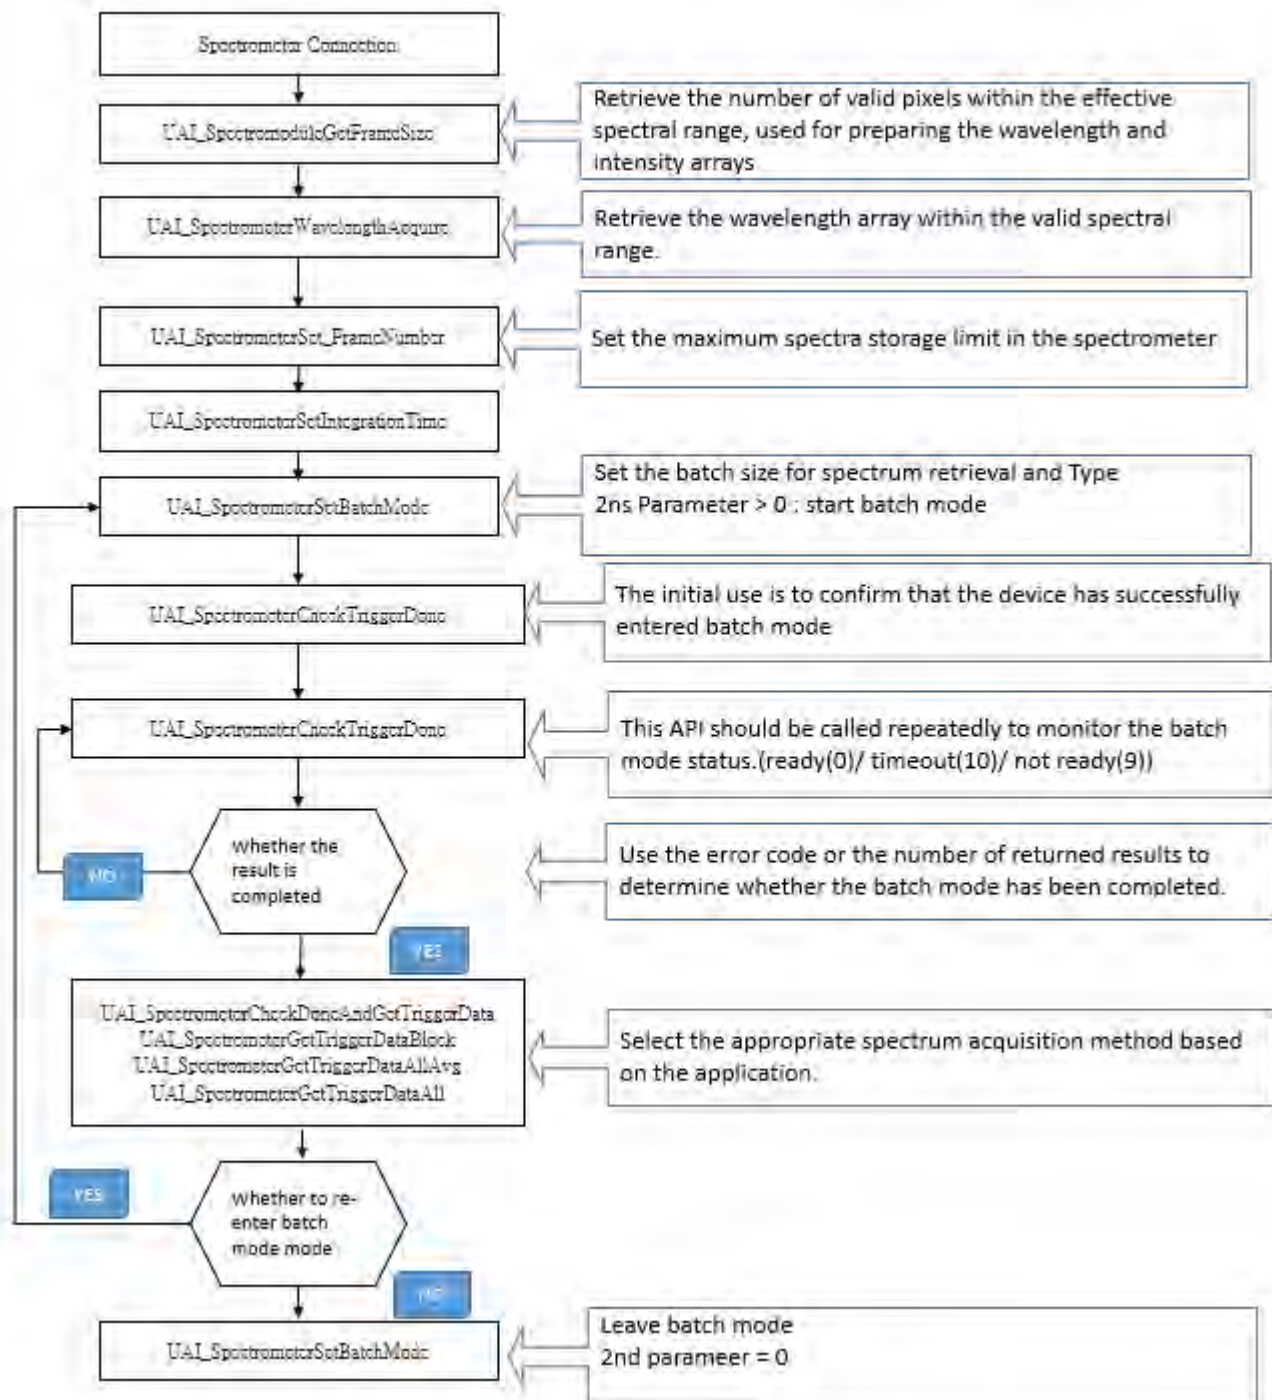 Spectrometer Connection
UAI_SpectromoduleGetFrameSize
Retrieve the number of valid pixels within the effective
spectral range, used for preparing the wavelength and
intensity arrays
UAI_SpectrometerWavelengthAcquire
Retrieve the wavelength array within the valid spectral
range.
UAI_SpectrometerSet_FrameNumber
Set the maximum spectra storage limit in the spectrometer
UAI_SpectrometerSetIntegrationTime
UAI_SpectrometerSetBatchMode
Set the batch size for spectrum retrieval and Type
2ns Parameter > 0 : start batch mode
UAI_SpectrometerCheckTriggerDone
The initial use is to confirm that the device has successfully
entered batch mode
UAI_SpectrometerCheckTriggerDone
This API should be called repeatedly to monitor the batch
mode status.(ready(0)/ timeout(10)/ not ready(9))
Whether the
result is
completed
NO
Use the error code or the number of returned results to
determine whether the batch mode has been completed.
YES
UAI_SpectrometerCheckDoneAndGetTriggerData
UAI_SpectrometerGetTriggerDataBlock
UAI_SpectrometerGetTriggerDataAllAvg
UAI_SpectrometerGetTriggerDataAll
Select the appropriate spectrum acquisition method based
on the application.
YES
Whether to re-
enter batch
mode mode
UAI_SpectrometerSetBatchMode
Leave batch mode
2nd parameer = 0